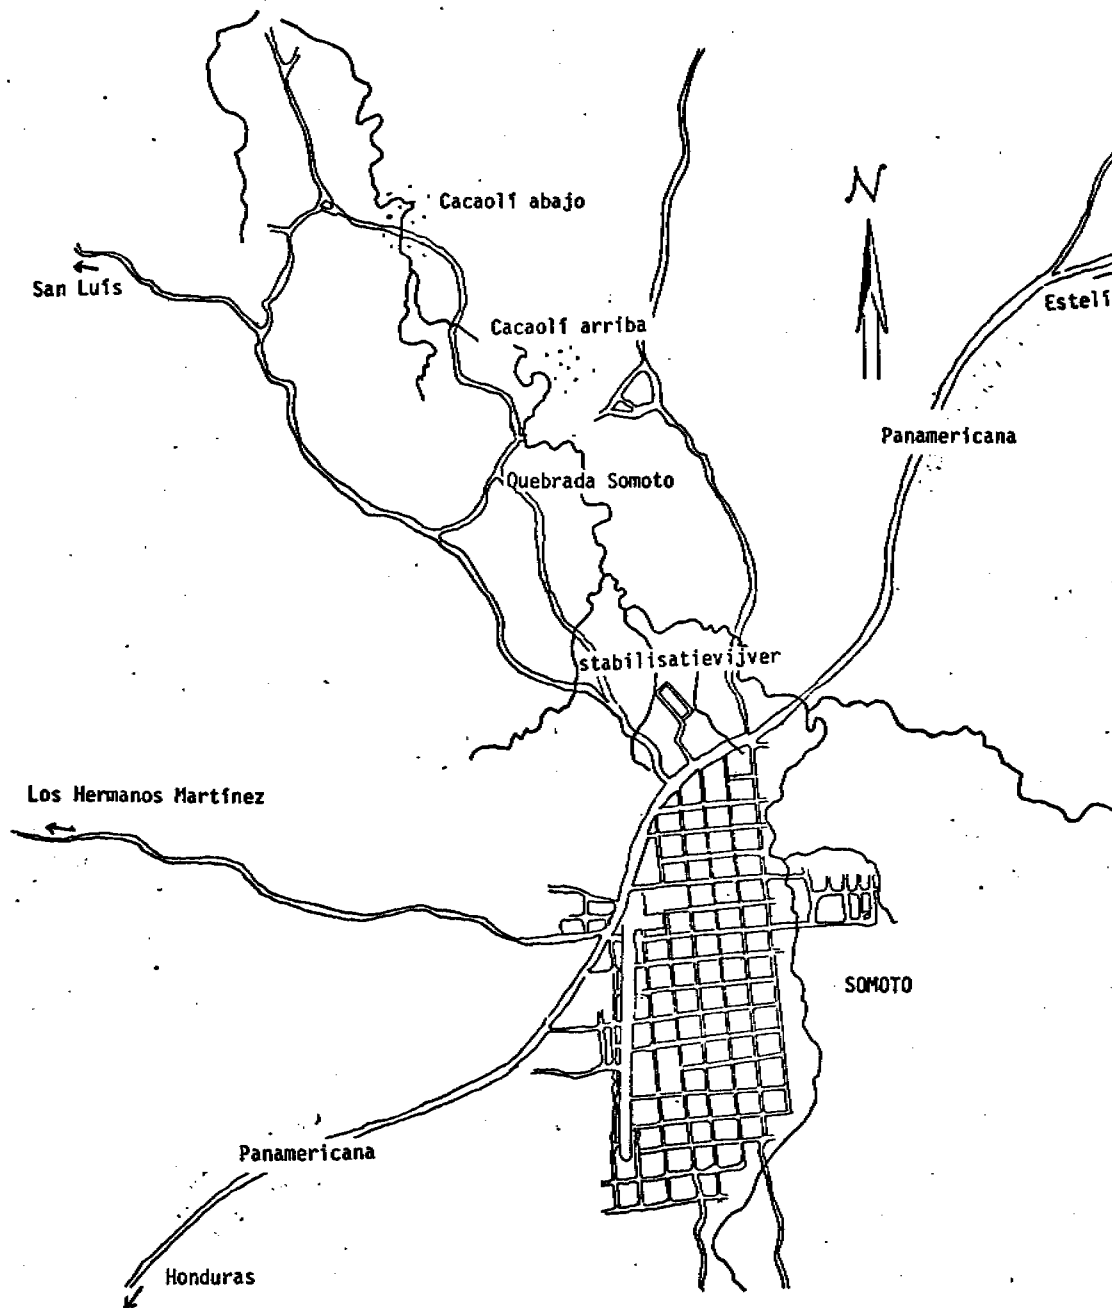 N
Cacaolí abajo
San Luís
Estelí
Cacaolí arriba
Panamericana
Quebrada Somoto
stabilisatievijver
Los Hermanos Martínez
SOMOTO
Panamericana
Honduras